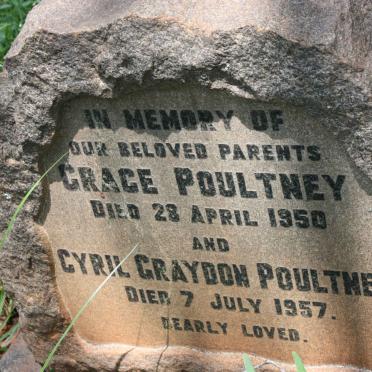 IN MEMORY OF
OUR BELOVED PARENTS
GRACE POULTNEY
DIED 28 APRIL 1950
AND
CYRIL GRAYDON POULTNE
DIED 7 JULY 1957.
DEARLY LOVED.